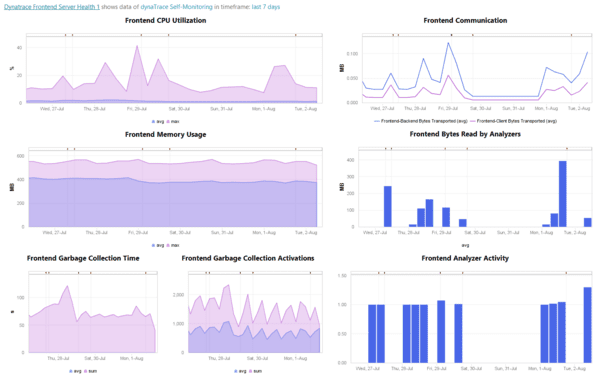 Dynatrace Frontend Server Health 1 shows data of dynaTrace Self-Monitoring in timeframe: last 7 days
Frontend CPU Utilization
%
40
20
0
Wed, 27-Jul
Thu, 28-Jul
Fri, 29-Jul
Sat, 30-Jul
Sun, 31-Jul
Mon, 1-Aug
Tue, 2-Aug
avg max
Frontend Communication
MB
0.100
0.050
0.000
Wed, 27-Jul
Thu, 28-Jul
Fri, 29-Jul
Sat, 30-Jul
Sun, 31-Jul
Mon, 1-Aug
Tue, 2-Aug
Frontend-Backend Bytes Transported (avg) Frontend-Client Bytes Transported (avg)
Frontend Memory Usage
MB
600
400
200
0
Wed, 27-Jul
Thu, 28-Jul
Fri, 29-Jul
Sat, 30-Jul
Sun, 31-Jul
Mon, 1-Aug
Tue, 2-Aug
avg max
Frontend Bytes Read by Analyzers
MB
400
300
200
100
0
Wed, 27-Jul
Thu, 28-Jul
Fri, 29-Jul
Sat, 30-Jul
Sun, 31-Jul
Mon, 1-Aug
Tue, 2-Aug
avg
Frontend Garbage Collection Time
s
0
Thu, 28-Jul
Sat, 30-Jul
Mon, 1-Aug
avg sum
Frontend Garbage Collection Activations
2,000
1,000
0
Thu, 28-Jul
Sat, 30-Jul
Mon, 1-Aug
avg sum
Frontend Analyzer Activity
1.50
1.00
0.50
0.00
Wed, 27-Jul
Thu, 28-Jul
Fri, 29-Jul
Sat, 30-Jul
Sun, 31-Jul
Mon, 1-Aug
Tue, 2-Aug